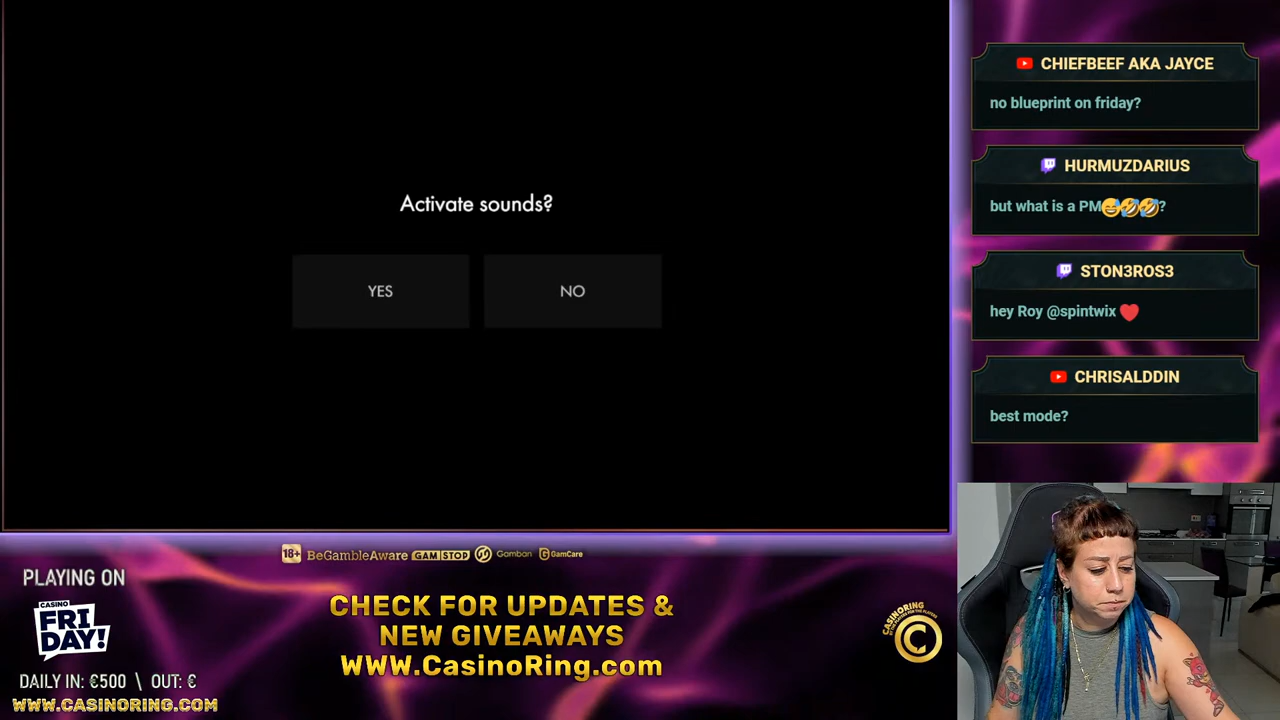 Activate sounds?
YES
NO
CHIEFBEEF AKA JAYCE
no blueprint on friday?
HURMUZDARIUS
but what is a PM😅🤣🤣?
STON3ROS3
hey Roy @spintwix ❤️
CHRISALDDIN
best mode?
18+ BeGambleAware GAMSTOP Gamban GamCare
PLAYING ON
CASINO
FRI
DAY!
DAILY IN: €500 \ OUT: €
WWW.CASINORING.COM
CHECK FOR UPDATES &
NEW GIVEAWAYS
WWW.CasinoRing.com
CASINORING
C